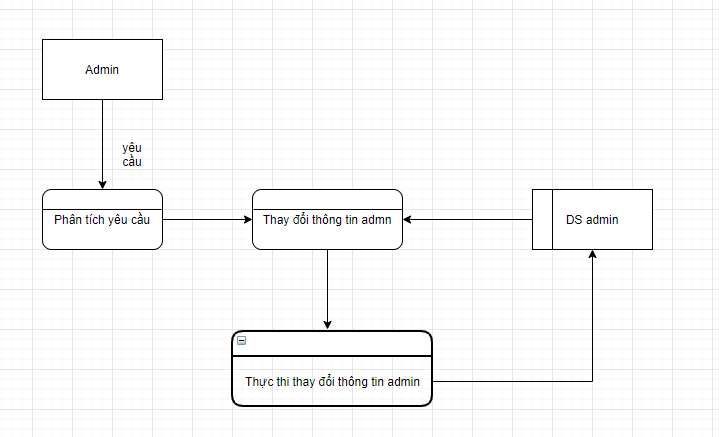 Admin
yêu
cầu
Phân tích yêu cầu
Thay đổi thông tin admn
DS admin
Thực thi thay đổi thông tin admin